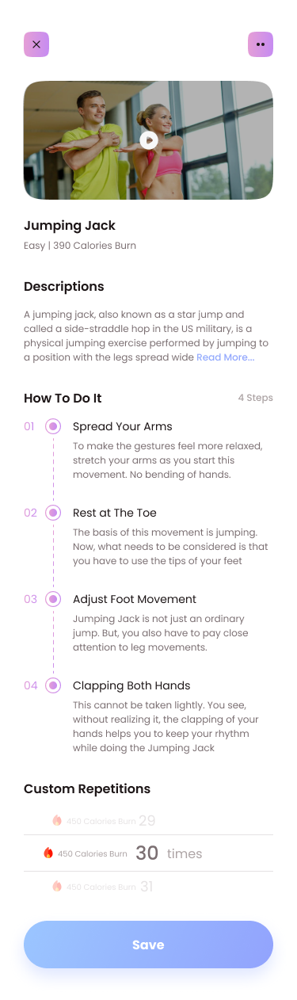 Jumping Jack
Easy | 390 Calories Burn
Descriptions
A jumping jack, also known as a star jump and
called a side-straddle hop in the US military, is a
physical jumping exercise performed by jumping to
a position with the legs spread wide Read More...
How To Do It
4 Steps
01
Spread Your Arms
To make the gestures feel more relaxed,
stretch your arms as you start this
movement. No bending of hands.
02
Rest at The Toe
The basis of this movement is jumping.
Now, what needs to be considered is that
you have to use the tips of your feet
03
Adjust Foot Movement
Jumping Jack is not just an ordinary
jump. But, you also have to pay close
attention to leg movements.
04
Clapping Both Hands
This cannot be taken lightly. You see,
without realizing it, the clapping of your
hands helps you to keep your rhythm
while doing the Jumping Jack
Custom Repetitions
450 Calories Burn 29
450 Calories Burn 30 times
450 Calories Burn 31
Save